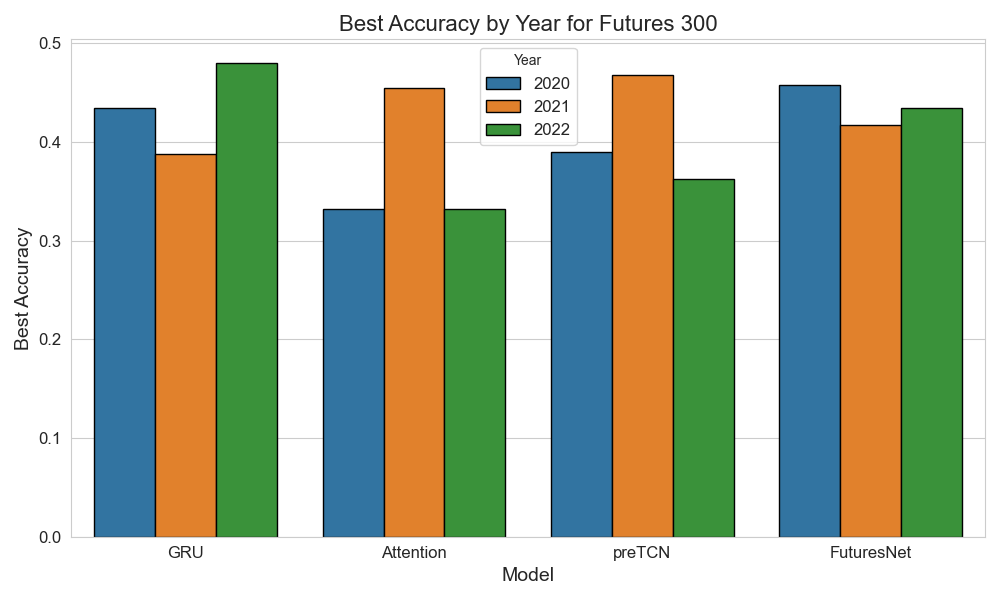 Best Accuracy by Year for Futures 300
0.5
0.4
0.3
0.2
0.1
0.0
Best Accuracy
Year
2020
2021
2022
GRU
Attention
preTCN
FuturesNet
Model